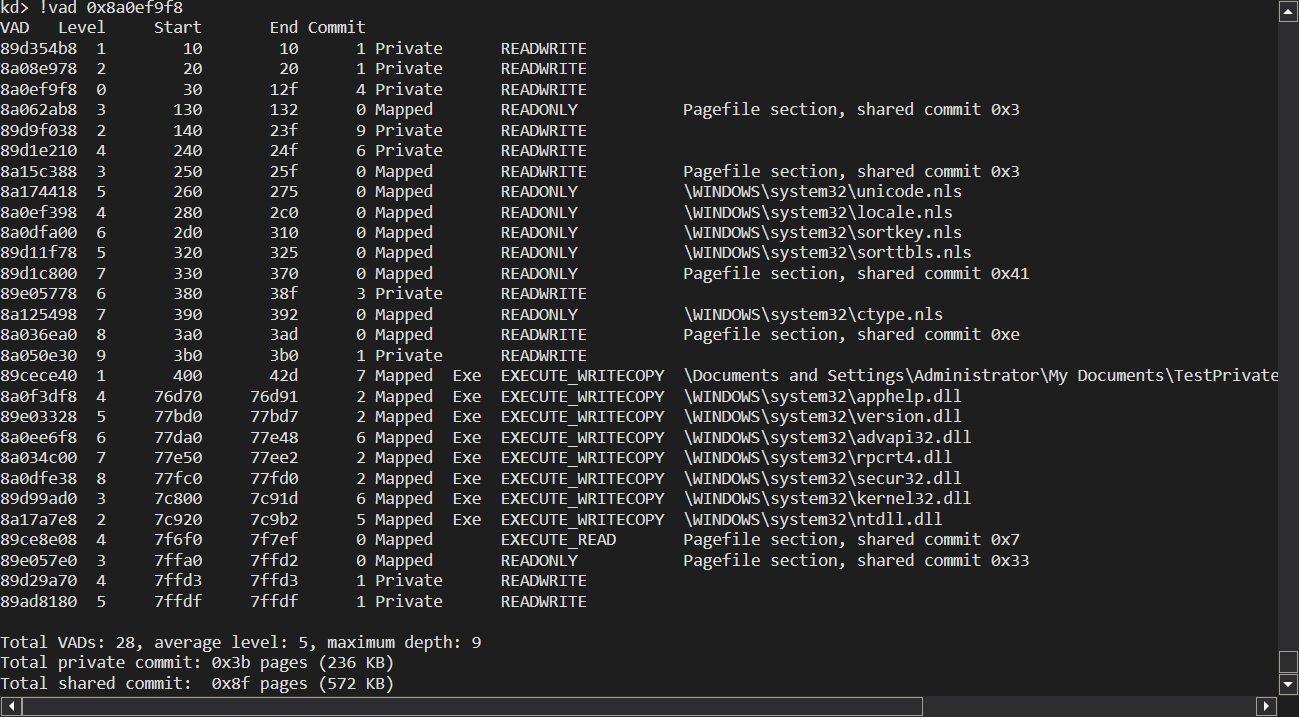 kd> !vad 0x8a0ef9f8
VAD   Level     Start       End Commit
89d354b8  1        10        10      1 Private      READWRITE
8a08e978  2        20        20      1 Private      READWRITE
8a0ef9f8  0        30       12f      4 Private      READWRITE
8a062ab8  3       130       132      0 Mapped       READONLY           Pagefile section, shared commit 0x3
89d9f038  2       140       23f      9 Private      READWRITE
89d1e210  4       240       24f      6 Private      READWRITE
8a15c388  3       250       25f      0 Mapped       READWRITE          Pagefile section, shared commit 0x3
8a174418  5       260       275      0 Mapped       READONLY           \WINDOWS\system32\unicode.nls
8a0ef398  4       280       2c0      0 Mapped       READONLY           \WINDOWS\system32\locale.nls
8a0dfa00  6       2d0       310      0 Mapped       READONLY           \WINDOWS\system32\sortkey.nls
89d11f78  5       320       325      0 Mapped       READONLY           \WINDOWS\system32\sorttbls.nls
89d1c800  7       330       370      0 Mapped       READONLY           Pagefile section, shared commit 0x41
89e05778  6       380       38f      3 Private      READWRITE
8a125498  7       390       392      0 Mapped       READONLY           \WINDOWS\system32\ctype.nls
8a036ea0  8       3a0       3ad      0 Mapped       READWRITE          Pagefile section, shared commit 0xe
8a050e30  9       3b0       3b0      1 Private      READWRITE
89cece40  1       400       42d      7 Mapped  Exe  EXECUTE_WRITECOPY  \Documents and Settings\Administrator\My Documents\TestPrivate
8a0f3df8  4     76d70     76d91      2 Mapped  Exe  EXECUTE_WRITECOPY  \WINDOWS\system32\apphelp.dll
89e03328  5     77bd0     77bd7      2 Mapped  Exe  EXECUTE_WRITECOPY  \WINDOWS\system32\version.dll
8a0ee6f8  6     77da0     77e48      6 Mapped  Exe  EXECUTE_WRITECOPY  \WINDOWS\system32\advapi32.dll
8a034c00  7     77e50     77ee2      2 Mapped  Exe  EXECUTE_WRITECOPY  \WINDOWS\system32\rpcrt4.dll
8a0dfe38  8     77fc0     77fd0      2 Mapped  Exe  EXECUTE_WRITECOPY  \WINDOWS\system32\secur32.dll
89d99ad0  3     7c800     7c91d      6 Mapped  Exe  EXECUTE_WRITECOPY  \WINDOWS\system32\kernel32.dll
8a17a7e8  2     7c920     7c9b2      5 Mapped  Exe  EXECUTE_WRITECOPY  \WINDOWS\system32\ntdll.dll
89ce8e08  4     7f6f0     7f7ef      0 Mapped       EXECUTE_READ       Pagefile section, shared commit 0x7
89e057e0  3     7ffa0     7ffd2      0 Mapped       READONLY           Pagefile section, shared commit 0x33
89d29a70  4     7ffd3     7ffd3      1 Private      READWRITE
89ad8180  5     7ffdf     7ffdf      1 Private      READWRITE
Total VADs: 28, average level: 5, maximum depth: 9
Total private commit: 0x3b pages (236 KB)
Total shared commit:  0x8f pages (572 KB)